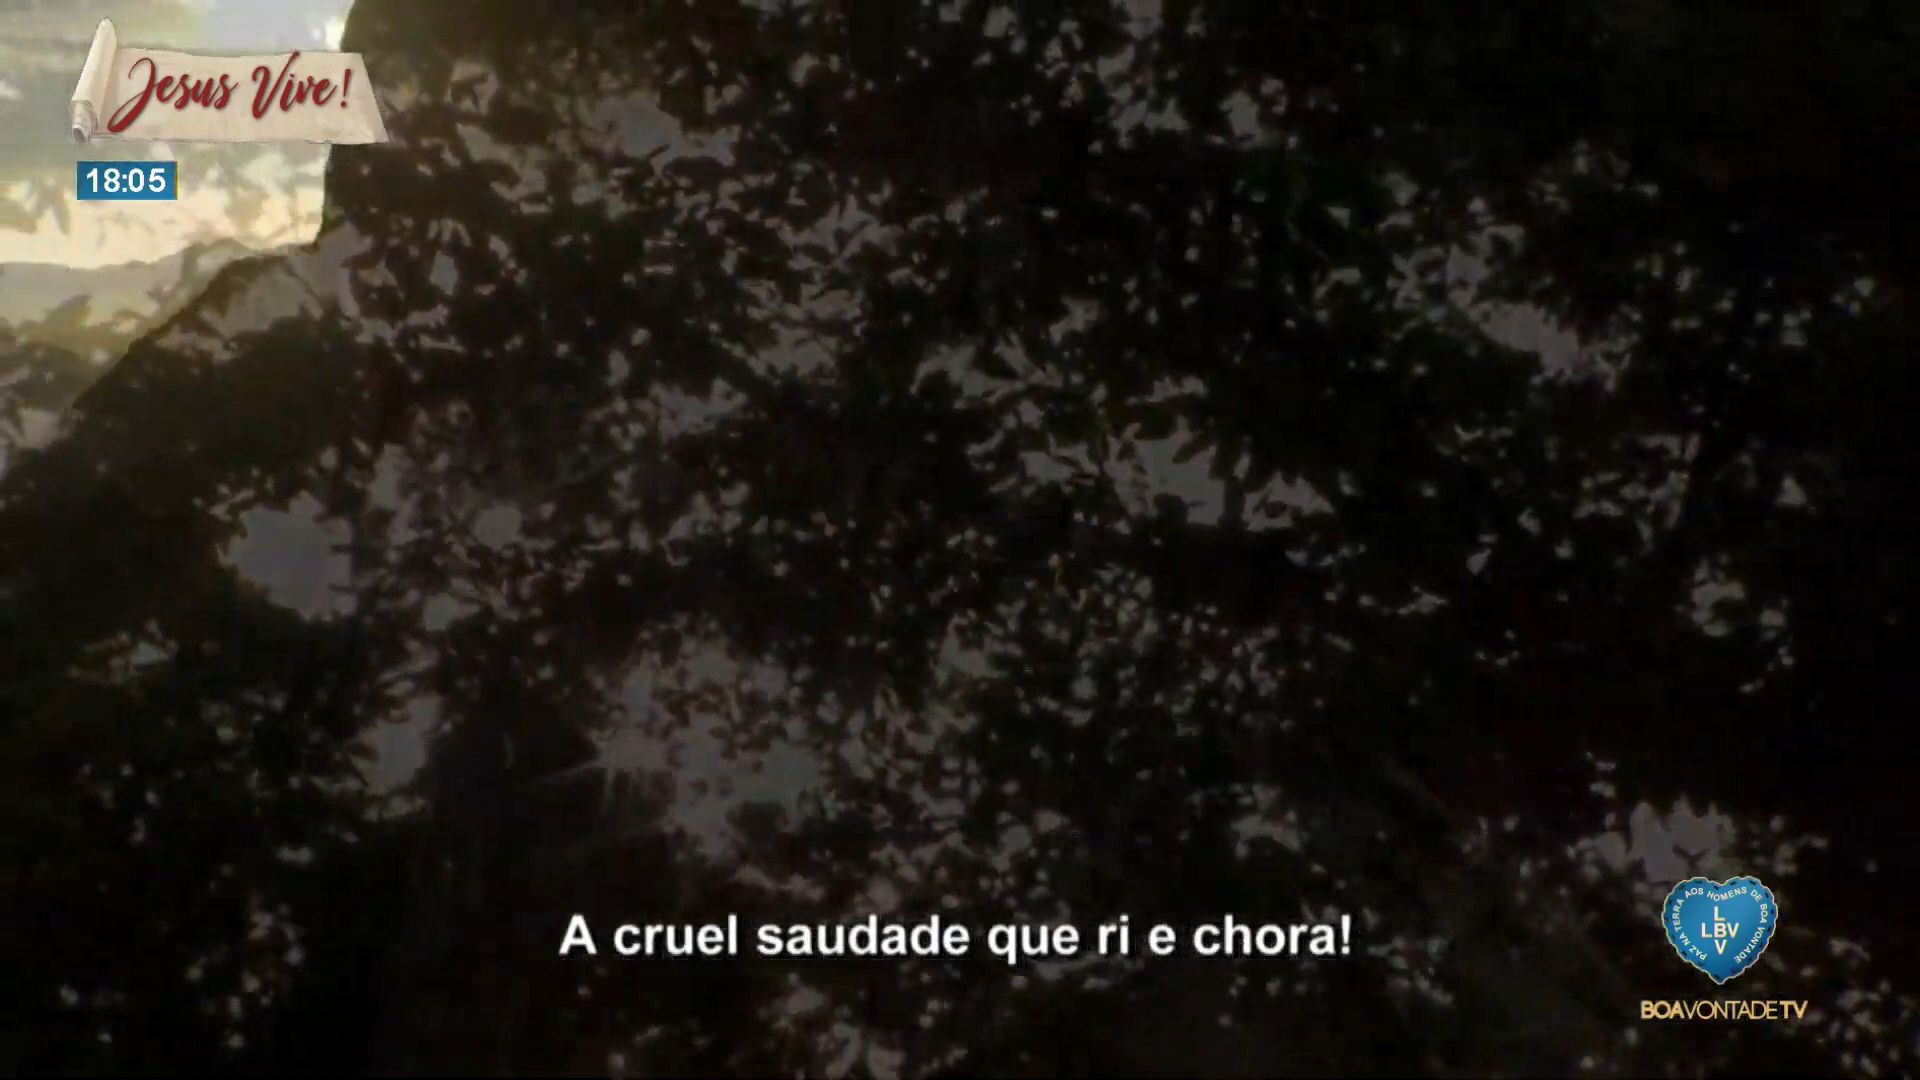 Jesus Vive!
18:05
A cruel saudade que ri e chora!
PAZ NA TERRA AOS HOMENS DE BOA VONTADE
L
LBV
V
BOAVONTADETV